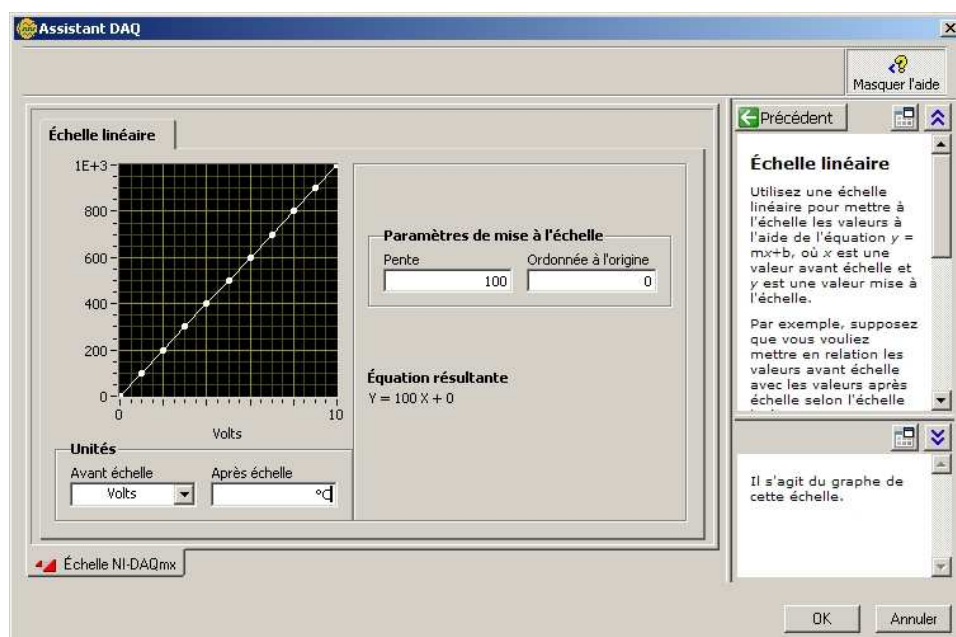 Assistant DAQ
Masquer l'aide
Échelle linéaire
1E+3
800
600
400
200
0
0
10
Volts
Paramètres de mise à l'échelle
Pente
Ordonnée à l'origine
100
0
Équation résultante
Y = 100 X + 0
Unités
Avant échelle
Après échelle
Volts
°C
Échelle NI-DAQmx
Précédent
Échelle linéaire
Utilisez une échelle
linéaire pour mettre à
l'échelle les valeurs à
l'aide de l'équation y =
mx+b, où x est une
valeur avant échelle et
y est une valeur mise à
l'échelle.
Par exemple, supposez
que vous vouliez
mettre en relation les
valeurs avant échelle
avec les valeurs après
échelle selon l'échelle
Il s'agit du graphe de
cette échelle.
OK
Annuler